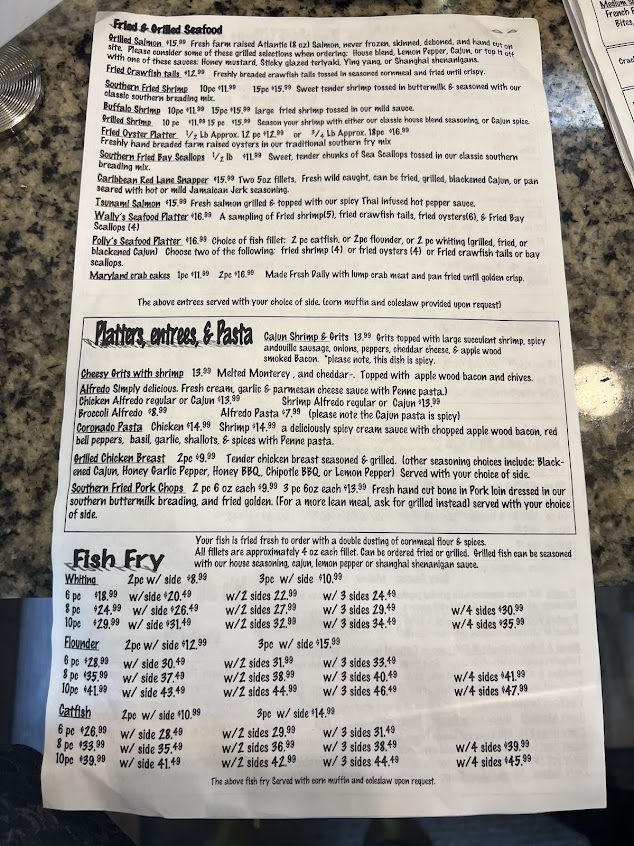 Fried & Grilled Seafood
Grilled Salmon $15.99 Fresh farm raised Atlantic (8 oz) Salmon, never frozen, skinned, deboned, and hand cut on
site. Please consider some of these grilled selections when ordering: House blend, Lemon Pepper, Cajun, or top it off
with one of these sauces: Honey mustard, Sticky glazed teriyaki, Ying yang, or Shanghai shenanigans.
Fried Crawfish tails $12.99 Freshly breaded crawfish tails tossed in seasoned cornmeal and fried until crispy.
Southern Fried Shrimp 10pc $11.99 15pc $15.99 Sweet tender shrimp tossed in buttermilk & seasoned with our
classic southern breading mix.
Buffalo Shrimp 10pc $11.99 15pc $15.99 large fried shrimp tossed in our mild sauce.
Grilled Shrimp 10 pc $11.99 15 pc $15.99 Season your shrimp with either our classic house blend seasoning, or Cajun spice.
Fried Oyster Platter 1/2 Lb Approx. 12 pc $12.99 or 3/4 Lb Approx. 18pc $16.99
Freshly hand breaded farm raised oysters in our traditional southern fry mix
Southern Fried Bay Scallops 1/2 lb $11.99 Sweet, tender chunks of Sea Scallops tossed in our classic southern
breading mix.
Caribbean Red Lane Snapper $15.99 Two 5oz fillets, Fresh wild caught, can be fried, grilled, blackened Cajun, or pan
seared with hot or mild Jamaican Jerk seasoning.
Tsunami Salmon $15.99 Fresh salmon grilled & topped with our spicy Thai infused hot pepper sauce.
Wally's Seafood Platter $16.99 A sampling of Fried shrimp(5), fried crawfish tails, fried oysters(6), & Fried Bay
Scallops (4)
Polly's Seafood Platter $16.99 Choice of fish fillet: 2 pc catfish, or 2pc flounder, or 2 pc whiting (grilled, fried, or
blackened Cajun) Choose two of the following: fried shrimp (4) or fried oysters (4) or Fried crawfish tails or bay
scallops.
Maryland crab cakes 1pc $11.99 2pc $16.99 Made Fresh Daily with lump crab meat and pan fried until golden crisp.
The above entrees served with your choice of side. (corn muffin and coleslaw provided upon request)
Platters, entrees, & Pasta
Cajun Shrimp & Grits 13.99 Grits topped with large succulent shrimp, spicy
andouille sausage, onions, peppers, cheddar cheese, & apple wood
smoked Bacon. *please note, this dish is spicy.
Cheesy Grits with shrimp 13.99 Melted Monterey , and cheddar-. Topped with apple wood bacon and chives.
Alfredo Simply delicious. Fresh cream, garlic & parmesan cheese sauce with Penne pasta.)
Chicken Alfredo regular or Cajun $13.99 Shrimp Alfredo regular or Cajun $13.99
Broccoli Alfredo $8.99 Alfredo Pasta $7.99 (please note the Cajun pasta is spicy)
Coronado Pasta Chicken $14.99 Shrimp $14.99 a deliciously spicy cream sauce with chopped apple wood bacon, red
bell peppers, basil, garlic, shallots, & spices with Penne pasta.
Grilled Chicken Breast 2pc $9.99 Tender chicken breast seasoned & grilled. (other seasoning choices include: Black-
ened Cajun, Honey Garlic Pepper, Honey BBQ, Chipotle BBQ or Lemon Pepper) Served with your choice of side.
Southern Fried Pork Chops 2 pc 6 oz each $9.99 3 pc 6oz each $13.99 Fresh hand cut bone in Pork loin dressed in our
southern buttermilk breading, and fried golden. (For a more lean meal, ask for grilled instead) served with your choice
of side.
Fish Fry
Your fish is fried fresh to order with a double dusting of cornmeal flour & spices.
All fillets are approximately 4 oz each fillet. Can be ordered fried or grilled. Grilled fish can be seasoned
with our house seasoning, cajun, lemon pepper or shanghai shenanigan sauce.
Whiting 2pc w/ side $8.99 3pc w/ side $10.99
6 pc $18.99 w/side $20.49 w/2 sides 22.99 w/ 3 sides 24.49
8 pc $24.99 w/ side $26.49 w/2 sides 27.99 w/ 3 sides 29.49 w/4 sides $30.99
10pc $29.99 w/ side $31.49 w/2 sides 32.99 w/ 3 sides 34.49 w/4 sides $35.99
Flounder 2pc w/ side $12.99 3pc w/ side $15.99
6 pc $28.99 w/ side 30.49 w/2 sides 31.99 w/ 3 sides 33.49
8 pc $35.99 w/ side 37.49 w/2 sides 38.99 w/ 3 sides 40.49 w/4 sides $41.99
10pc $41.99 w/ side 43.49 w/2 sides 44.99 w/ 3 sides 46.49 w/4 sides $47.99
Catfish 2pc w/ side $10.99 3pc w/ side $14.99
6 pc $26.99 w/ side 28.49 w/2 sides 29.99 w/ 3 sides 31.49
8 pc $33.99 w/ side 35.49 w/2 sides 36.99 w/ 3 sides 38.49 w/4 sides $39.99
10pc $39.99 w/ side 41.49 w/2 sides 42.99 w/ 3 sides 44.49 w/4 sides $45.99
The above fish fry Served with corn muffin and coleslaw upon request.
French F
Bites,